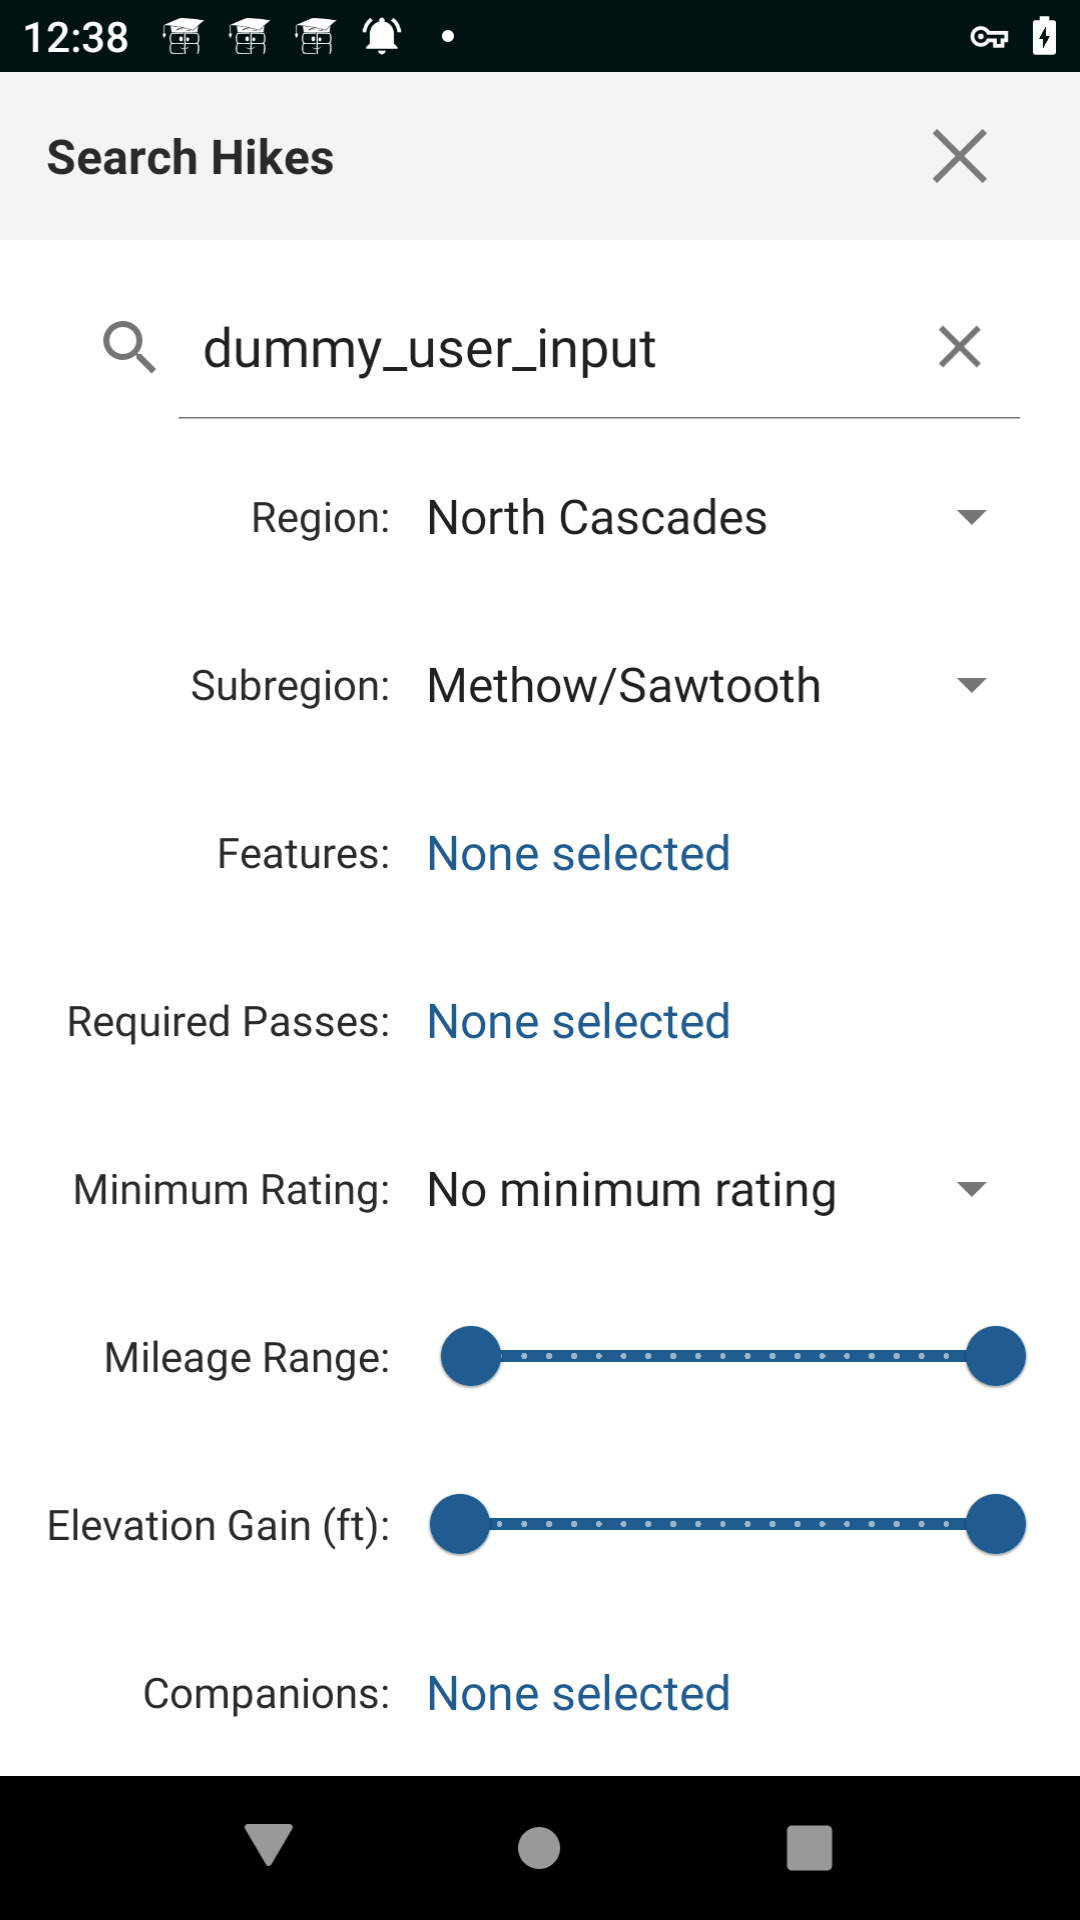 12:38
Search Hikes
dummy_user_input
Region: North Cascades
Subregion: Methow/Sawtooth
Features: None selected
Required Passes: None selected
Minimum Rating: No minimum rating
Mileage Range:
Elevation Gain (ft):
Companions: None selected